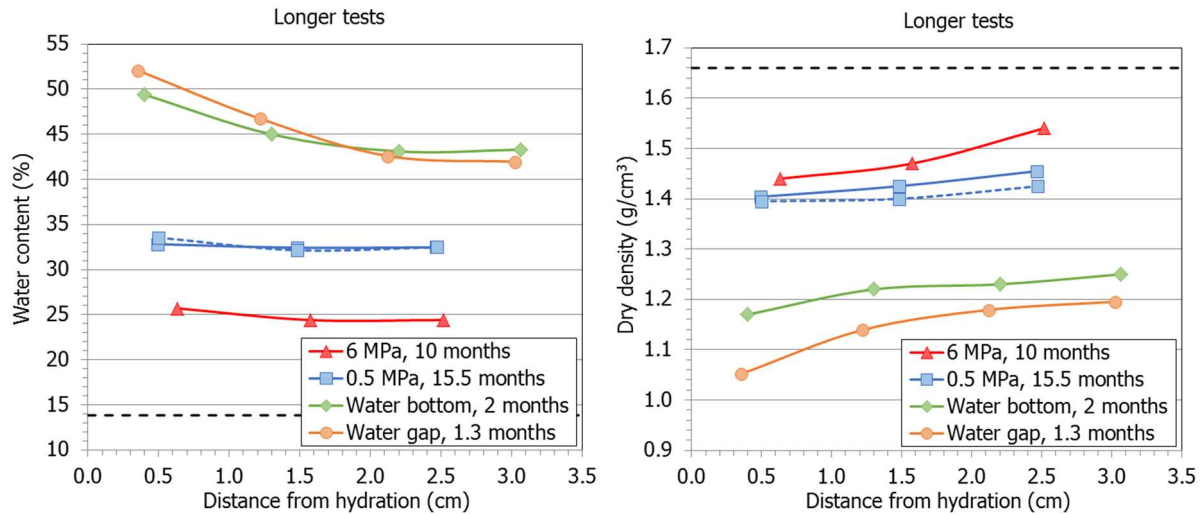 Longer tests
Water content (%)
55
50
45
40
35
30
25
20
15
10
0.0 0.5 1.0 1.5 2.0 2.5 3.0 3.5
Distance from hydration (cm)
6 MPa, 10 months
0.5 MPa, 15.5 months
Water bottom, 2 months
Water gap, 1.3 months
Longer tests
Dry density (g/cm³)
1.7
1.6
1.5
1.4
1.3
1.2
1.1
1.0
0.9
0.0 0.5 1.0 1.5 2.0 2.5 3.0 3.5
Distance from hydration (cm)
6 MPa, 10 months
0.5 MPa, 15.5 months
Water bottom, 2 months
Water gap, 1.3 months